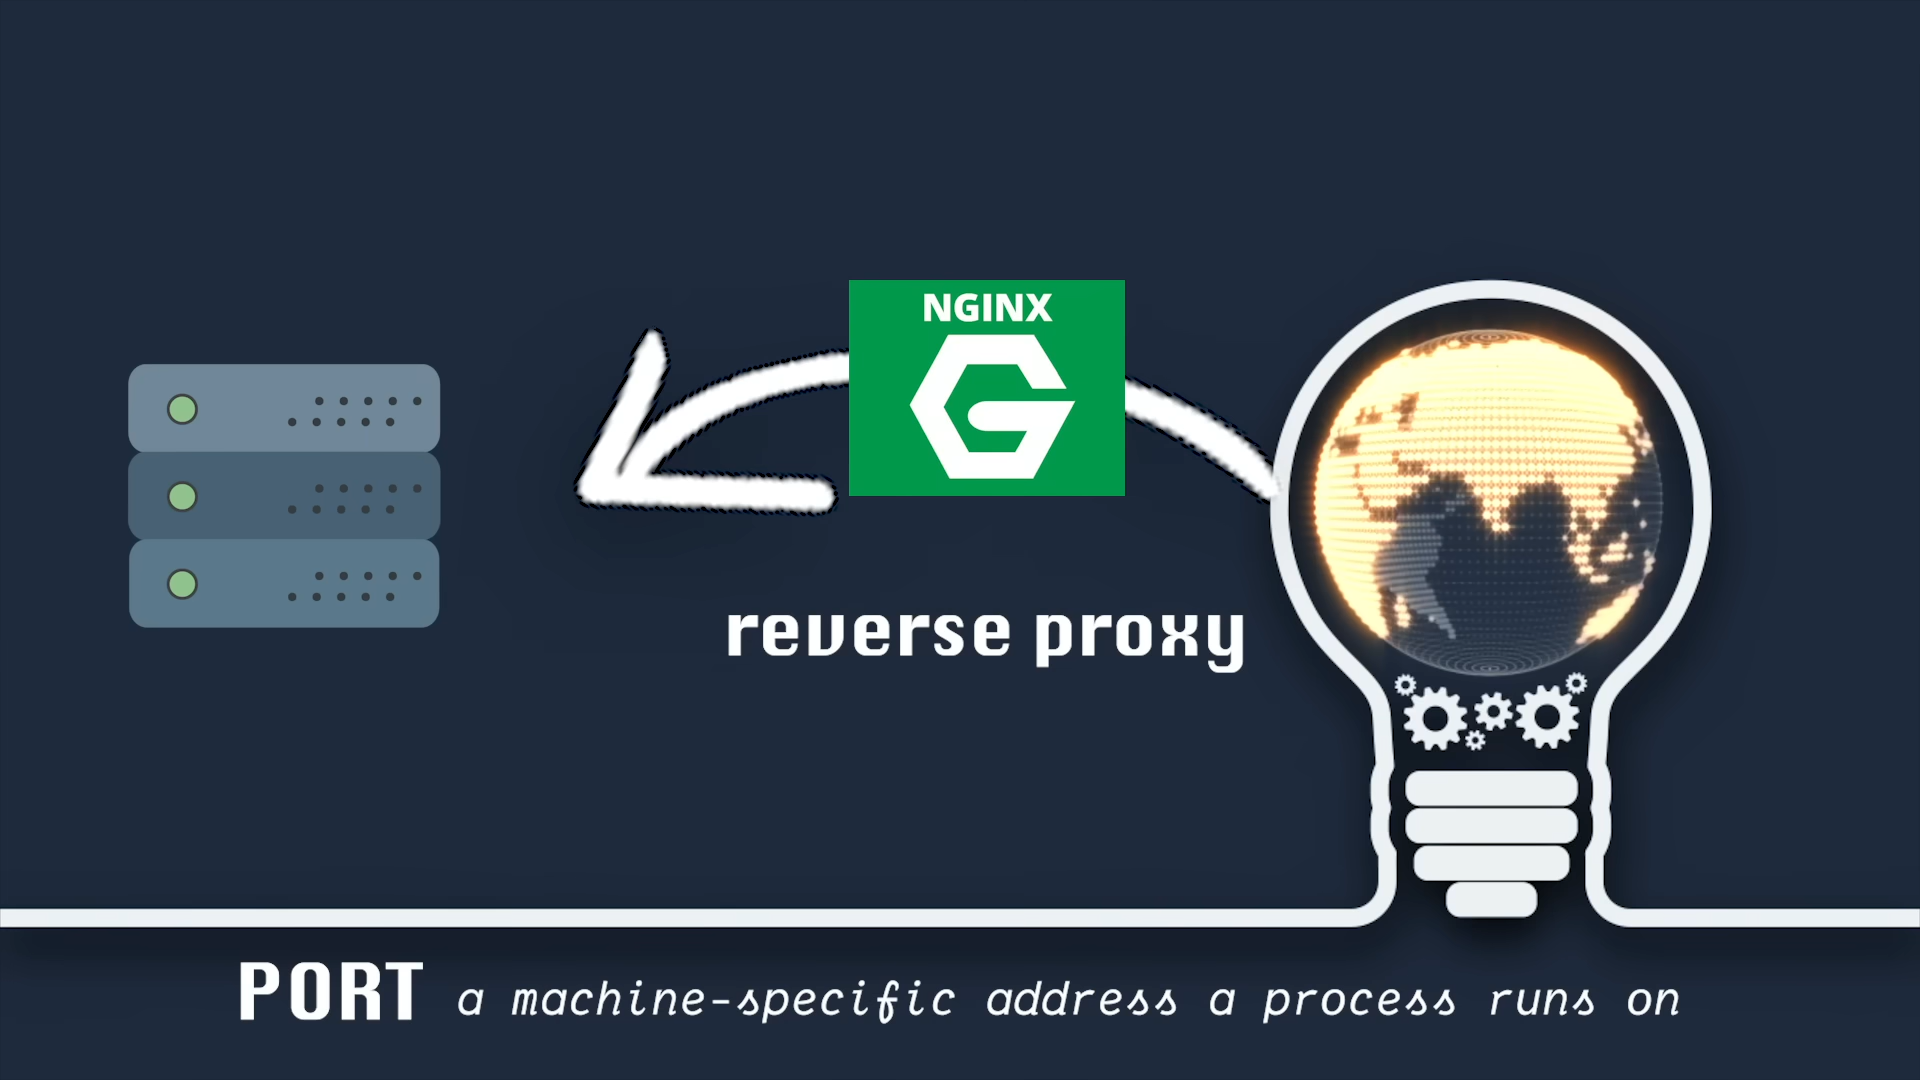 NGINX
reverse proxy
PORT a machine-specific address a process runs on